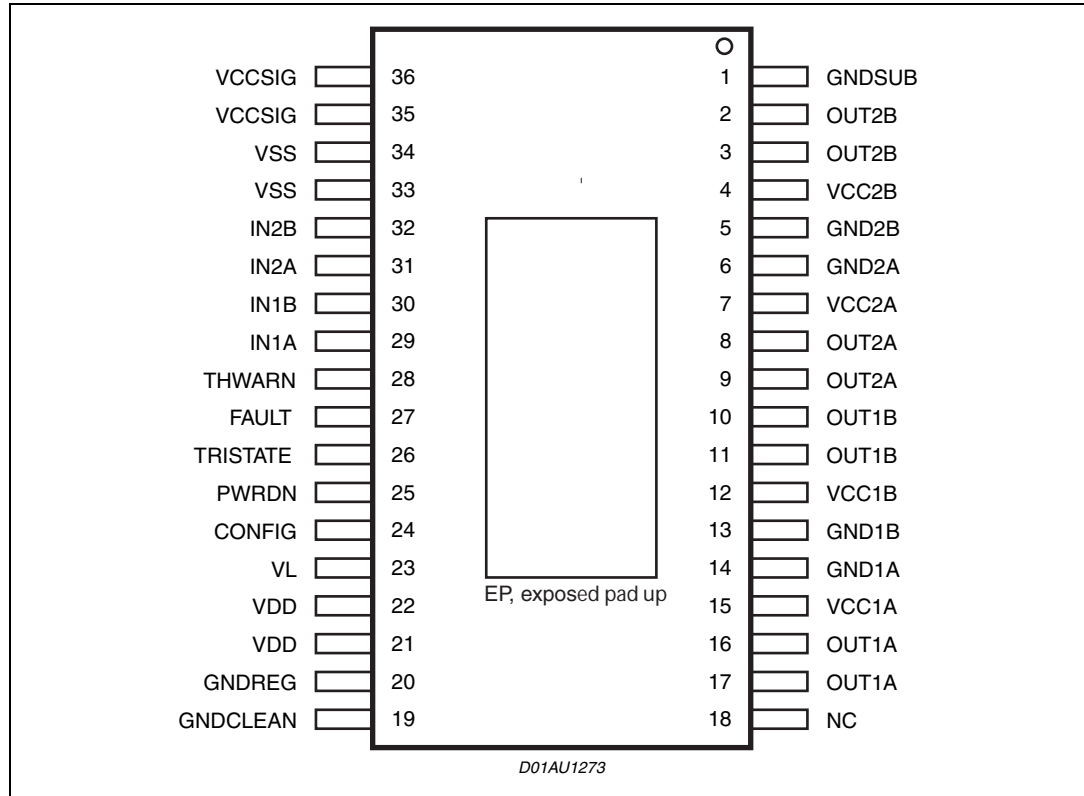 VCCSIG 36 1 GNDSUB
VCCSIG 35 2 OUT2B
VSS 34 3 OUT2B
VSS 33 4 VCC2B
IN2B 32 5 GND2B
IN2A 31 6 GND2A
IN1B 30 7 VCC2A
IN1A 29 8 OUT2A
THWARN 28 9 OUT2A
FAULT 27 10 OUT1B
TRISTATE 26 11 OUT1B
PWRDN 25 12 VCC1B
CONFIG 24 13 GND1B
VL 23 14 GND1A
EP, exposed pad up
VDD 22 15 VCC1A
VDD 21 16 OUT1A
GNDREG 20 17 OUT1A
GNDCLEAN 19 18 NC
D01AU1273